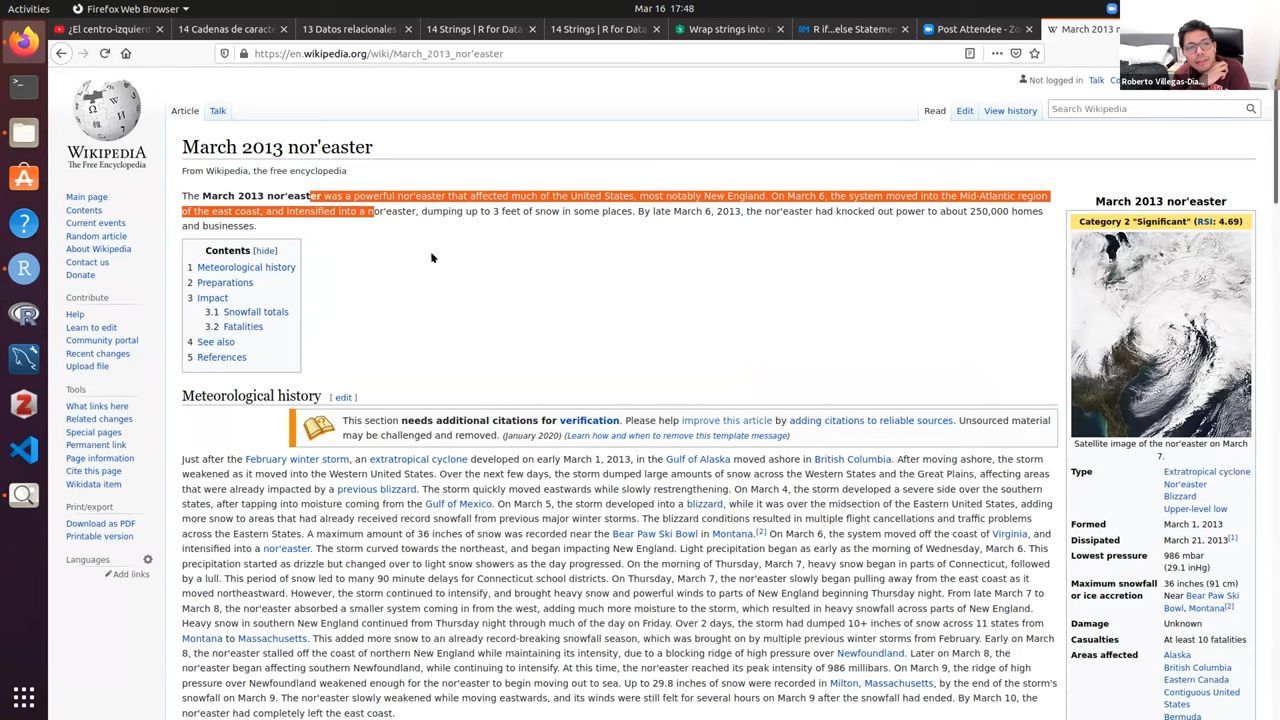 Activities
Firefox Web Browser
Mar 16 17:48
¿El centro-izquierd
14 Cadenas de caracte
13 Datos relacionales
14 Strings | R for Data
14 Strings | R for Data
Wrap strings into n
R if...else Statemen
Post Attendee - Zo
March 2013 n
https://en.wikipedia.org/wiki/March_2013_nor'easter
Roberto Villegas-Dia...
Not logged in Talk Co
WIKIPEDIA
The Free Encyclopedia
Article Talk
Read Edit View history
Search Wikipedia
Main page
Contents
Current events
Random article
About Wikipedia
Contact us
Donate
Contribute
Help
Learn to edit
Community portal
Recent changes
Upload file
Tools
What links here
Related changes
Special pages
Permanent link
Page information
Cite this page
Wikidata item
Print/export
Download as PDF
Printable version
Languages
Add links
March 2013 nor'easter
From Wikipedia, the free encyclopedia
The March 2013 nor'easter was a powerful nor'easter that affected much of the United States, most notably New England. On March 6, the system moved into the Mid-Atlantic region
of the east coast, and intensified into a nor'easter, dumping up to 3 feet of snow in some places. By late March 6, 2013, the nor'easter had knocked out power to about 250,000 homes
and businesses.
Contents [hide]
1 Meteorological history
2 Preparations
3 Impact
3.1 Snowfall totals
3.2 Fatalities
4 See also
5 References
Meteorological history [ edit ]
This section needs additional citations for verification. Please help improve this article by adding citations to reliable sources. Unsourced material
may be challenged and removed. (January 2020) (Learn how and when to remove this template message)
Just after the February winter storm, an extratropical cyclone developed on early March 1, 2013, in the Gulf of Alaska moved ashore in British Columbia. After moving ashore, the storm
weakened as it moved into the Western United States. Over the next few days, the storm dumped large amounts of snow across the Western States and the Great Plains, affecting areas
that were already impacted by a previous blizzard. The storm quickly moved eastwards while slowly restrengthening. On March 4, the storm developed a severe side over the southern
states, after tapping into moisture coming from the Gulf of Mexico. On March 5, the storm developed into a blizzard, while it was over the midsection of the Eastern United States, adding
more snow to areas that had already received record snowfall from previous major winter storms. The blizzard conditions resulted in multiple flight cancellations and traffic problems
across the Eastern States. A maximum amount of 36 inches of snow was recorded near the Bear Paw Ski Bowl in Montana.[2] On March 6, the system moved off the coast of Virginia, and
intensified into a nor'easter. The storm curved towards the northeast, and began impacting New England. Light precipitation began as early as the morning of Wednesday, March 6. This
precipitation started as drizzle but changed over to light snow showers as the day progressed. On the morning of Thursday, March 7, heavy snow began in parts of Connecticut, followed
by a lull. This period of snow led to many 90 minute delays for Connecticut school districts. On Thursday, March 7, the nor'easter slowly began pulling away from the east coast as it
moved northeastward. However, the storm continued to intensify, and brought heavy snow and powerful winds to parts of New England beginning Thursday night. From late March 7 to
March 8, the nor'easter absorbed a smaller system coming in from the west, adding much more moisture to the storm, which resulted in heavy snowfall across parts of New England.
Heavy snow in southern New England continued from Thursday night through much of the day on Friday. Over 2 days, the storm had dumped 10+ inches of snow across 11 states from
Montana to Massachusetts. This added more snow to an already record-breaking snowfall season, which was brought on by multiple previous winter storms from February. Early on March
8, the nor'easter stalled off the coast of northern New England while maintaining its intensity, due to a blocking ridge of high pressure over Newfoundland. Later on March 8, the
nor'easter began affecting southern Newfoundland, while continuing to intensify. At this time, the nor'easter reached its peak intensity of 986 millibars. On March 9, the ridge of high
pressure over Newfoundland weakened enough for the nor'easter to begin moving out to sea. Up to 29.8 inches of snow were recorded in Milton, Massachusetts, by the end of the storm's
snowfall on March 9. The nor'easter slowly weakened while moving eastwards, and its winds were still felt for several hours on March 9 after the snowfall had ended. By March 10, the
nor'easter had completely left the east coast.
March 2013 nor'easter
Category 2 "Significant" (RSI: 4.69)
Satellite image of the nor'easter on March
7.
Type Extratropical cyclone
Nor'easter
Blizzard
Upper-level low
Formed March 1, 2013
Dissipated March 21, 2013[1]
Lowest pressure 986 mbar
(29.1 inHg)
Maximum snowfall 36 inches (91 cm)
or ice accretion Near Bear Paw Ski
Bowl, Montana[2]
Damage Unknown
Casualties At least 10 fatalities
Areas affected Alaska
British Columbia
Eastern Canada
Contiguous United
States
Bermuda